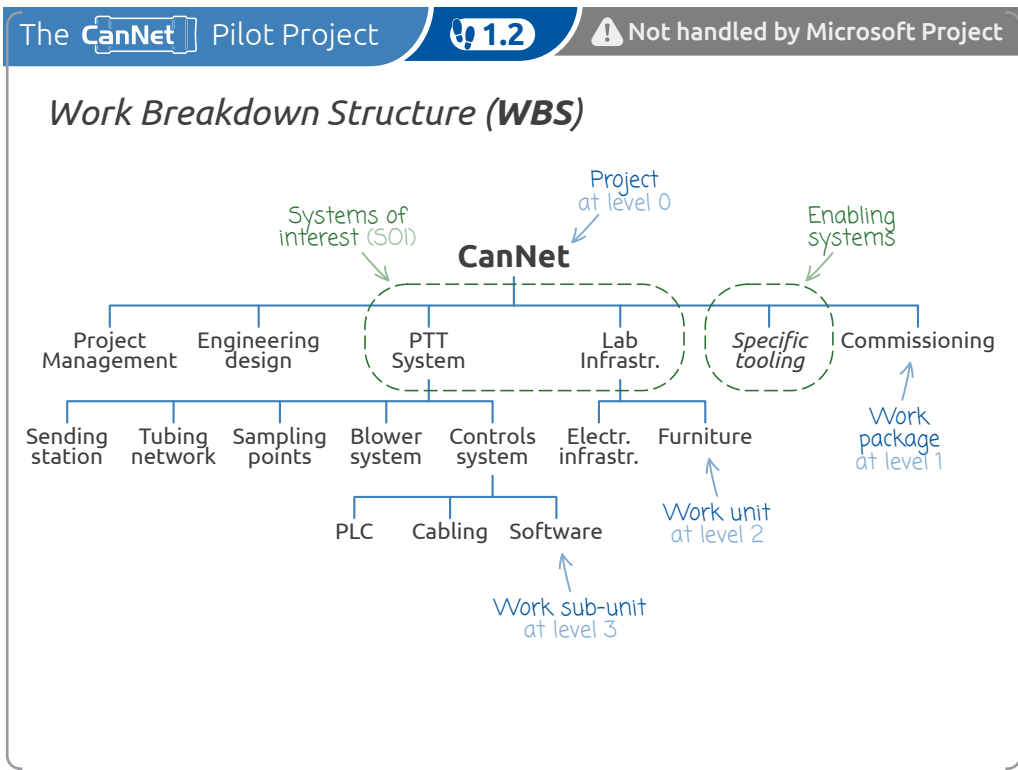 The CanNet Pilot Project
1.2
Not handled by Microsoft Project
Work Breakdown Structure (WBS)
Project
at level 0
Systems of
interest (SOI)
Enabling
systems
CanNet
Project
Management
Engineering
design
PTT
System
Lab
Infrastr.
Specific
tooling
Commissioning
Sending
station
Tubing
network
Sampling
points
Blower
system
Controls
system
Electr.
infrastr.
Furniture
Work
package
at level 1
PLC
Cabling
Software
Work unit
at level 2
Work sub-unit
at level 3